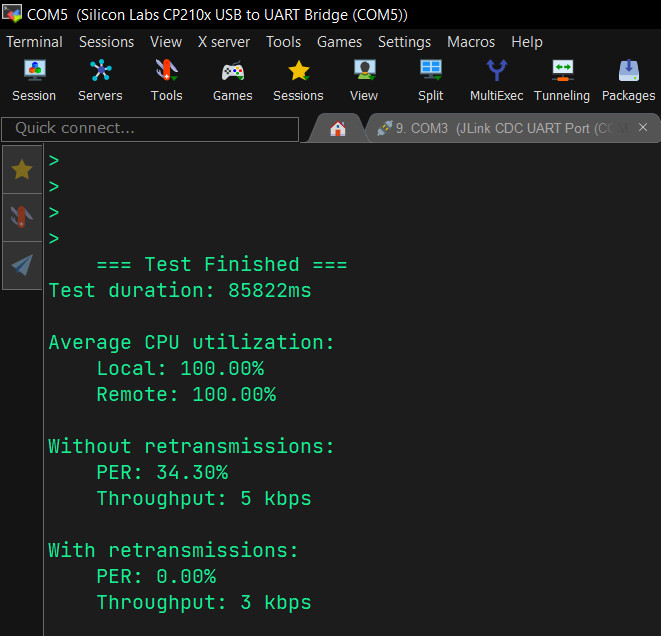 COM5 (Silicon Labs CP210x USB to UART Bridge (COM5))
Terminal Sessions View X server Tools Games Settings Macros Help
Session Servers Tools Games Sessions View Split MultiExec Tunneling Packages
Quick connect...
9. COM3 (JLink CDC UART Port (COM
>
>
>
>
=== Test Finished ===
Test duration: 85822ms
Average CPU utilization:
Local: 100.00%
Remote: 100.00%
Without retransmissions:
PER: 34.30%
Throughput: 5 kbps
With retransmissions:
PER: 0.00%
Throughput: 3 kbps